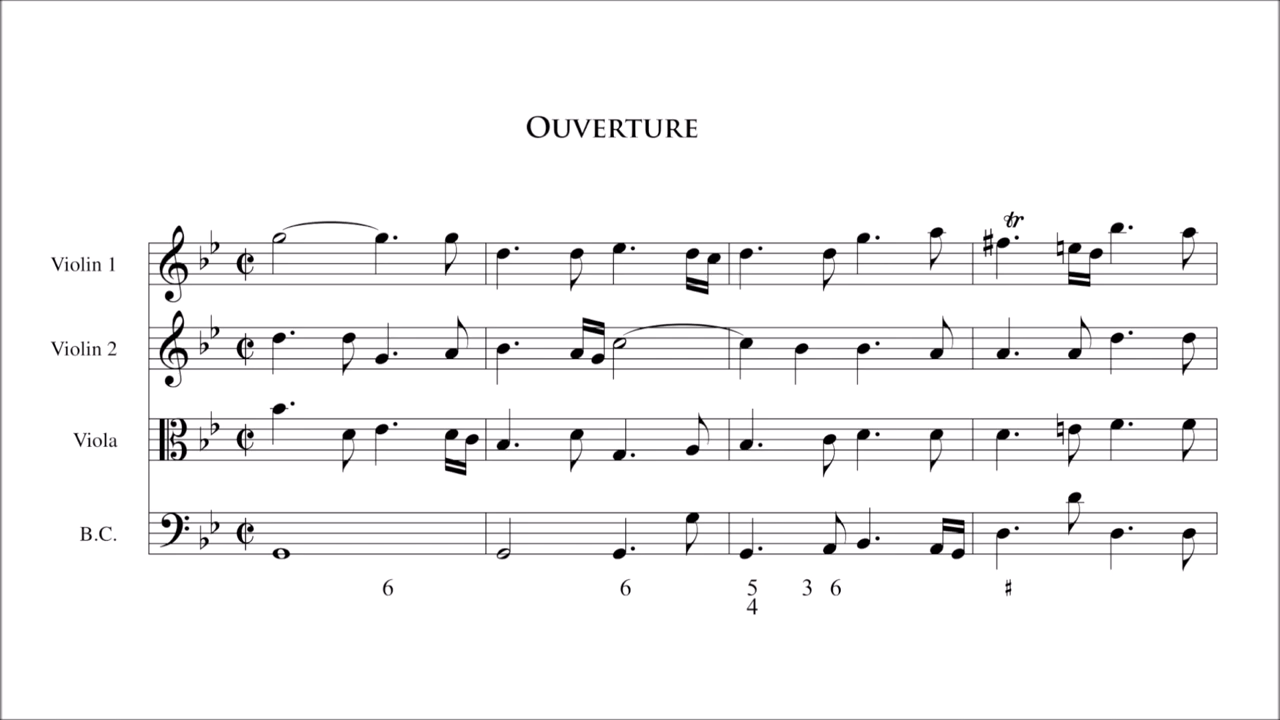 OUVERTURE
tr
Violin 1
Violin 2
Viola
B.C.
6 6 5 3 6 #
4